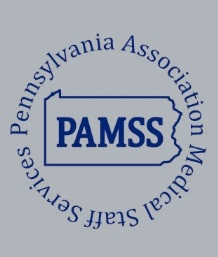 Pennsylvania Association Medical Staff Services
PAMSS